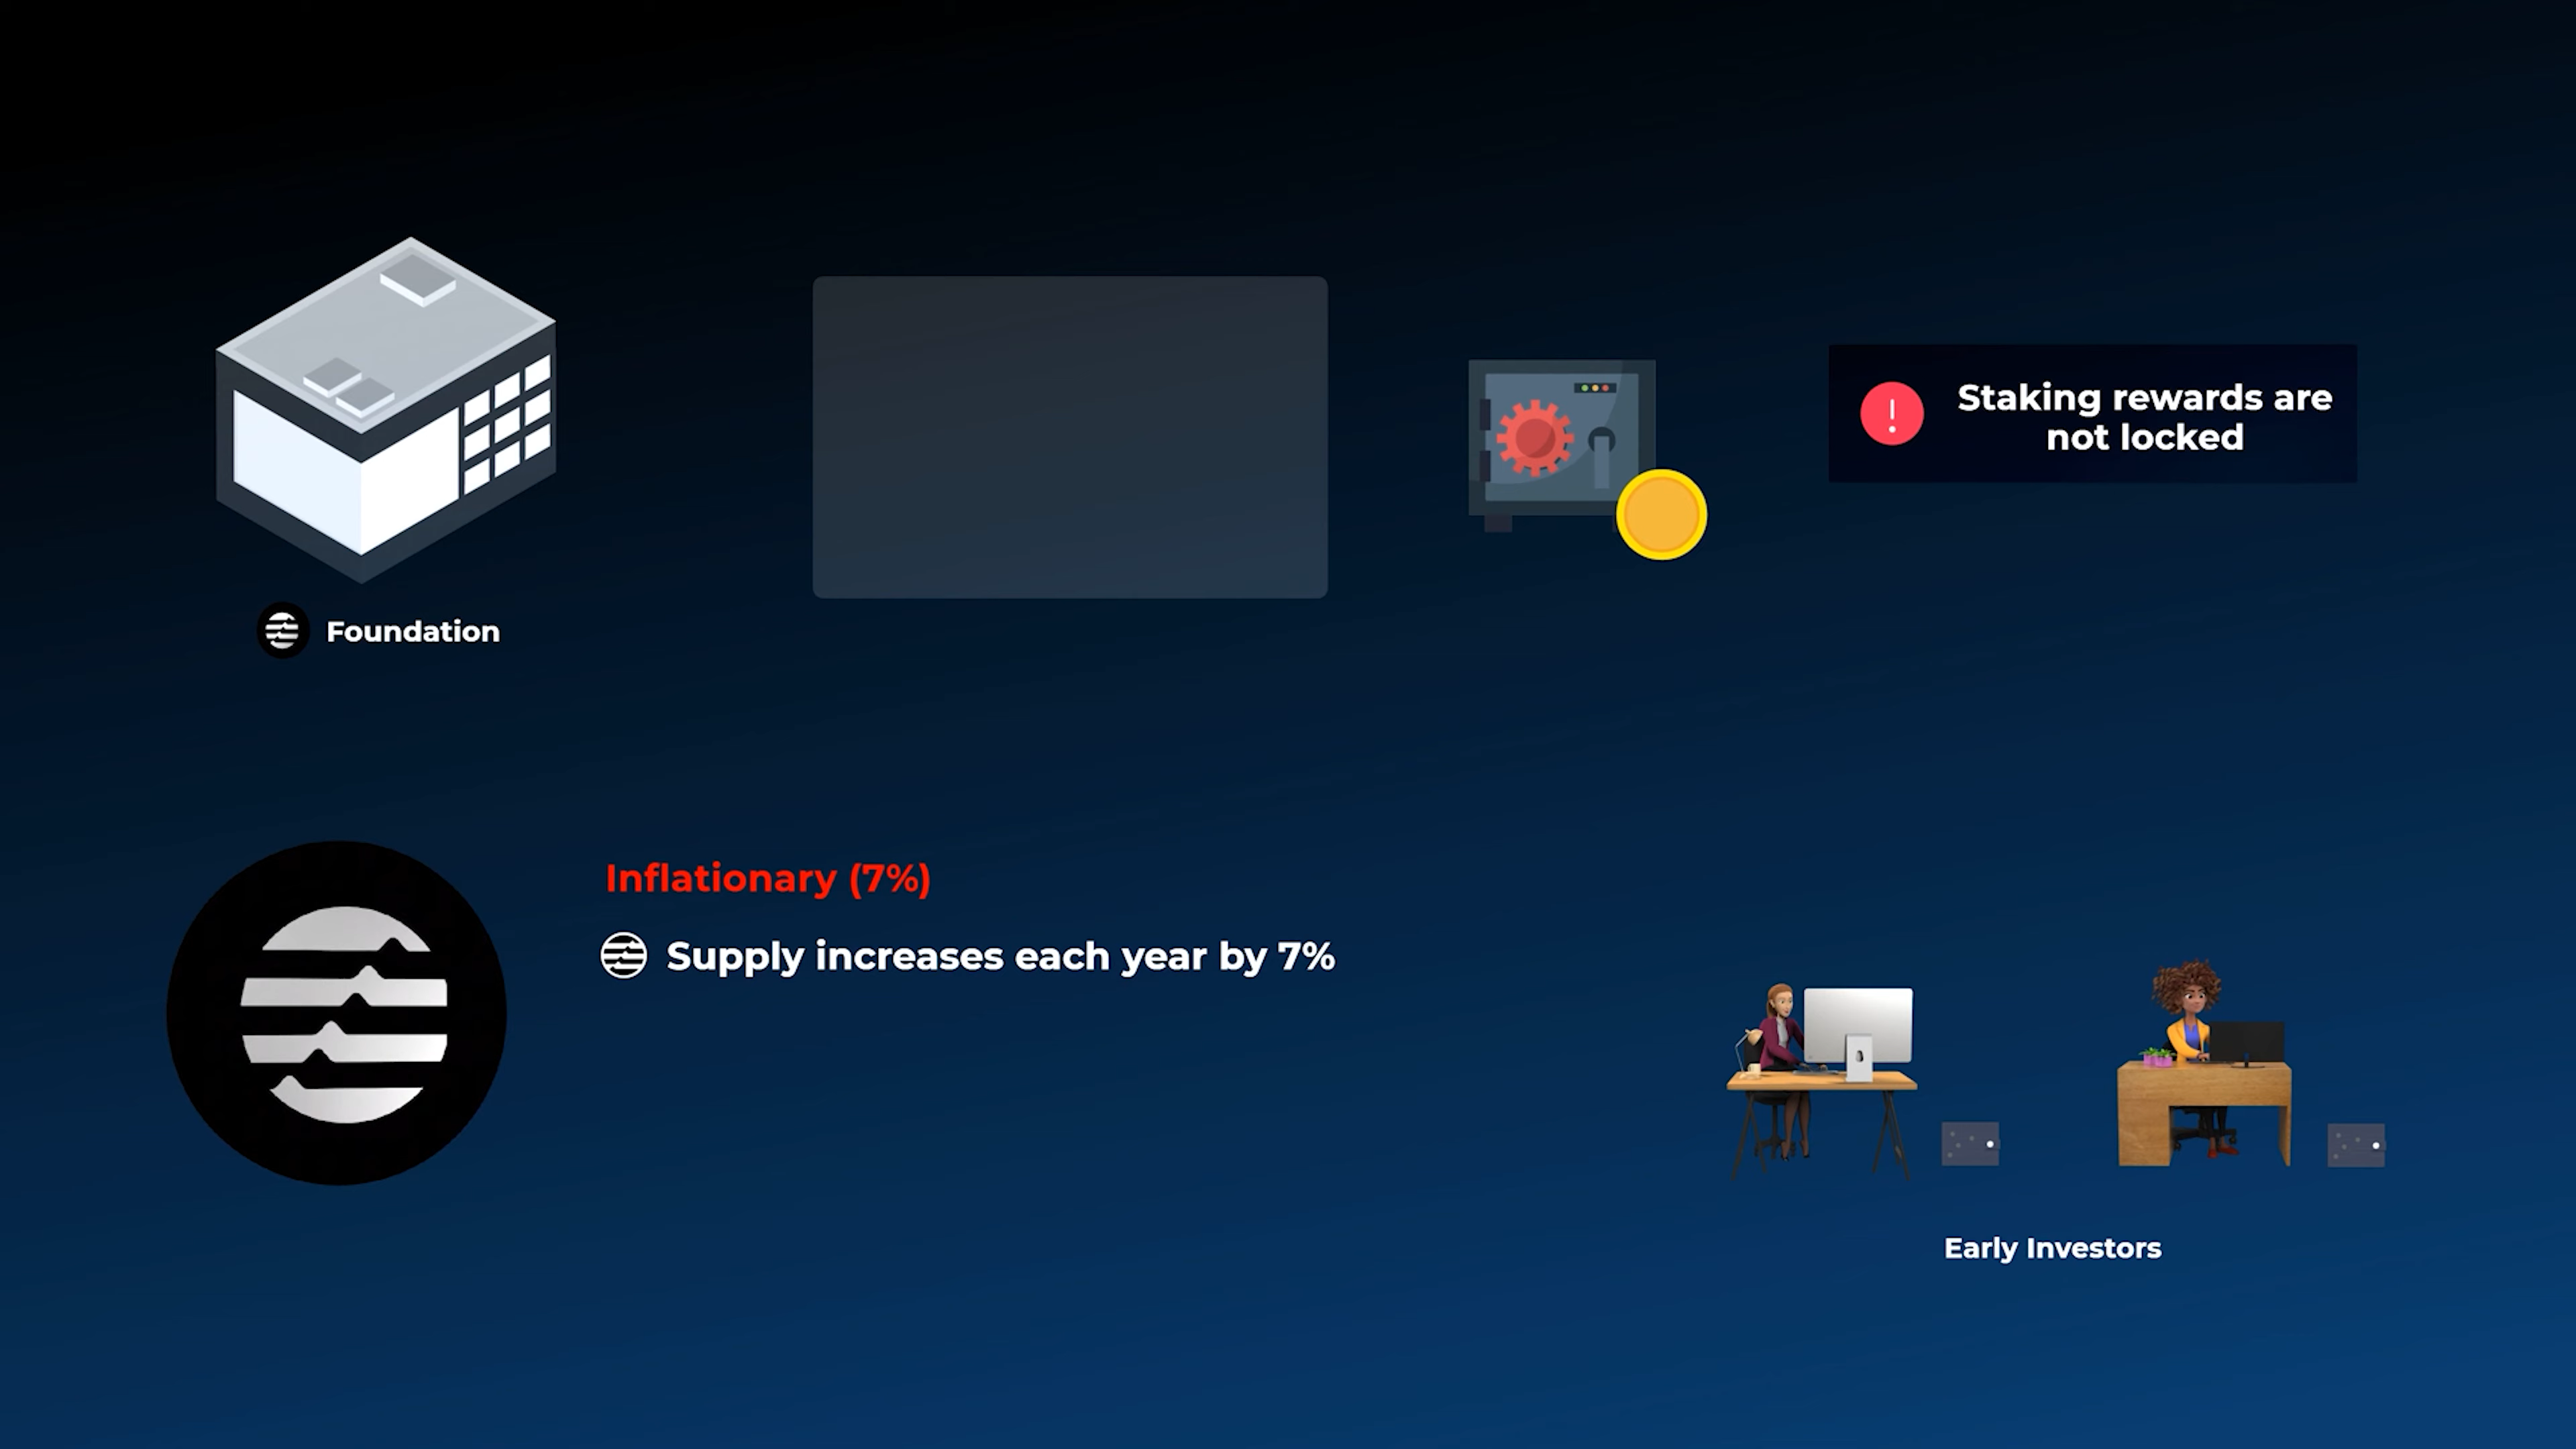 Staking rewards are
not locked
Foundation
Inflationary (7%)
Supply increases each year by 7%
Early Investors